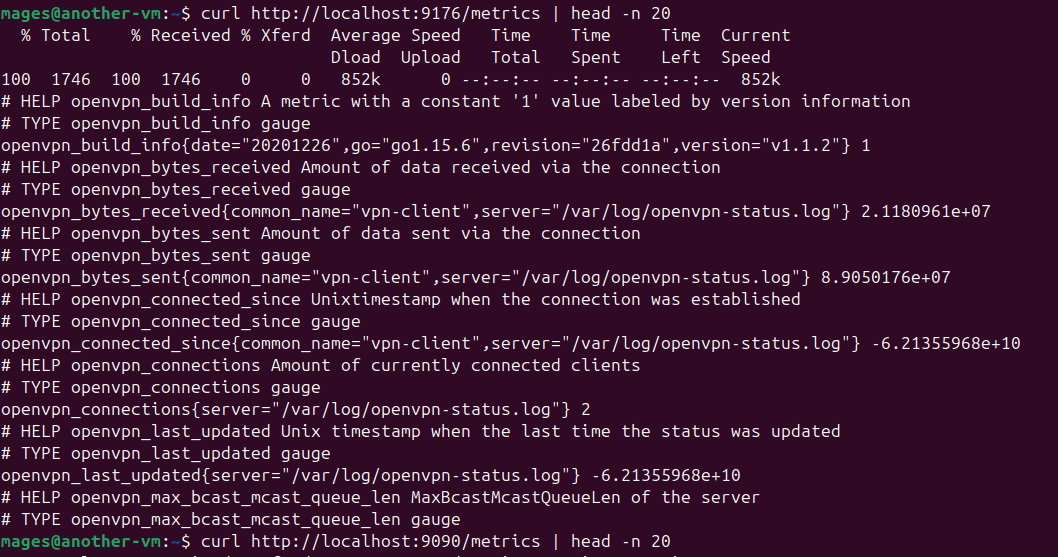 mages@another-vm:~$ curl http://localhost:9176/metrics | head -n 20
  % Total    % Received % Xferd  Average Speed   Time    Time     Time  Current
                                 Dload  Upload   Total   Spent    Left  Speed
100  1746  100  1746    0     0   852k      0 --:--:-- --:--:-- --:--:--  852k
# HELP openvpn_build_info A metric with a constant '1' value labeled by version information
# TYPE openvpn_build_info gauge
openvpn_build_info{date="20201226",go="go1.15.6",revision="26fdd1a",version="v1.1.2"} 1
# HELP openvpn_bytes_received Amount of data received via the connection
# TYPE openvpn_bytes_received gauge
openvpn_bytes_received{common_name="vpn-client",server="/var/log/openvpn-status.log"} 2.1180961e+07
# HELP openvpn_bytes_sent Amount of data sent via the connection
# TYPE openvpn_bytes_sent gauge
openvpn_bytes_sent{common_name="vpn-client",server="/var/log/openvpn-status.log"} 8.9050176e+07
# HELP openvpn_connected_since Unixtimestamp when the connection was established
# TYPE openvpn_connected_since gauge
openvpn_connected_since{common_name="vpn-client",server="/var/log/openvpn-status.log"} -6.21355968e+10
# HELP openvpn_connections Amount of currently connected clients
# TYPE openvpn_connections gauge
openvpn_connections{server="/var/log/openvpn-status.log"} 2
# HELP openvpn_last_updated Unix timestamp when the last time the status was updated
# TYPE openvpn_last_updated gauge
openvpn_last_updated{server="/var/log/openvpn-status.log"} -6.21355968e+10
# HELP openvpn_max_bcast_mcast_queue_len MaxBcastMcastQueueLen of the server
# TYPE openvpn_max_bcast_mcast_queue_len gauge
mages@another-vm:~$ curl http://localhost:9090/metrics | head -n 20